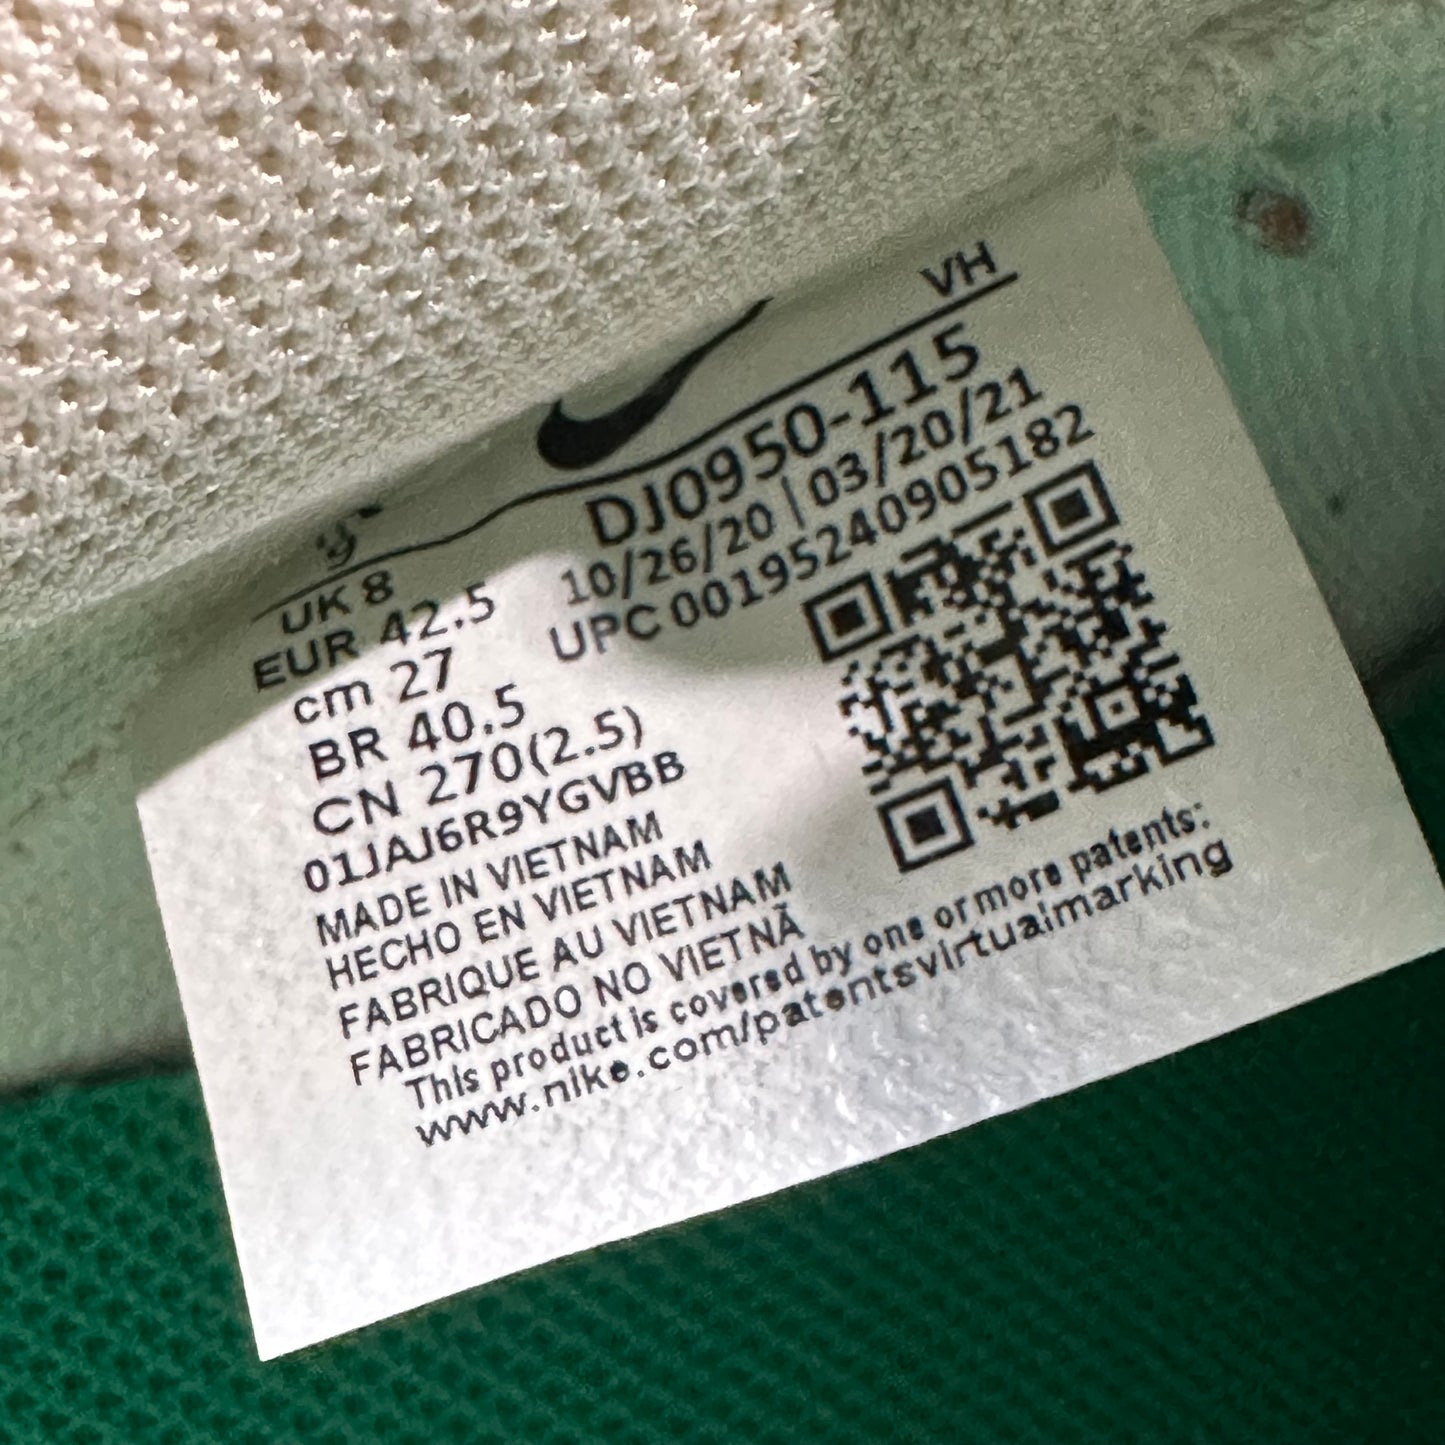 VH
DJ0950-115
10/26/20 | 03/20/21
UPC 00195240905182
UK 8
EUR 42.5
cm 27
BR 40.5
CN 270(2.5)
01JAJ6R9YGVBB
MADE IN VIETNAM
HECHO EN VIETNAM
FABRIQUE AU VIETNAM
FABRICADO NO VIETNÃ
This product is covered by one or more patents:
www.nike.com/patentsvirtualmarking